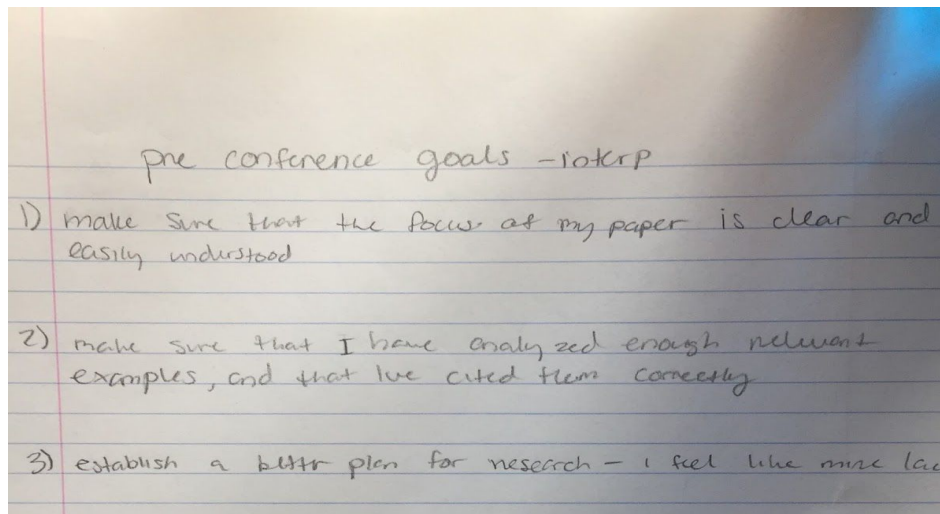 pre conference goals - interp
1) make sure that the focus of my paper is clear and
easily understood
2) make sure that I have analyzed enough relevant
examples, and that Ive cited them correctly
3) establish a better plan for research - i feel like mine lac